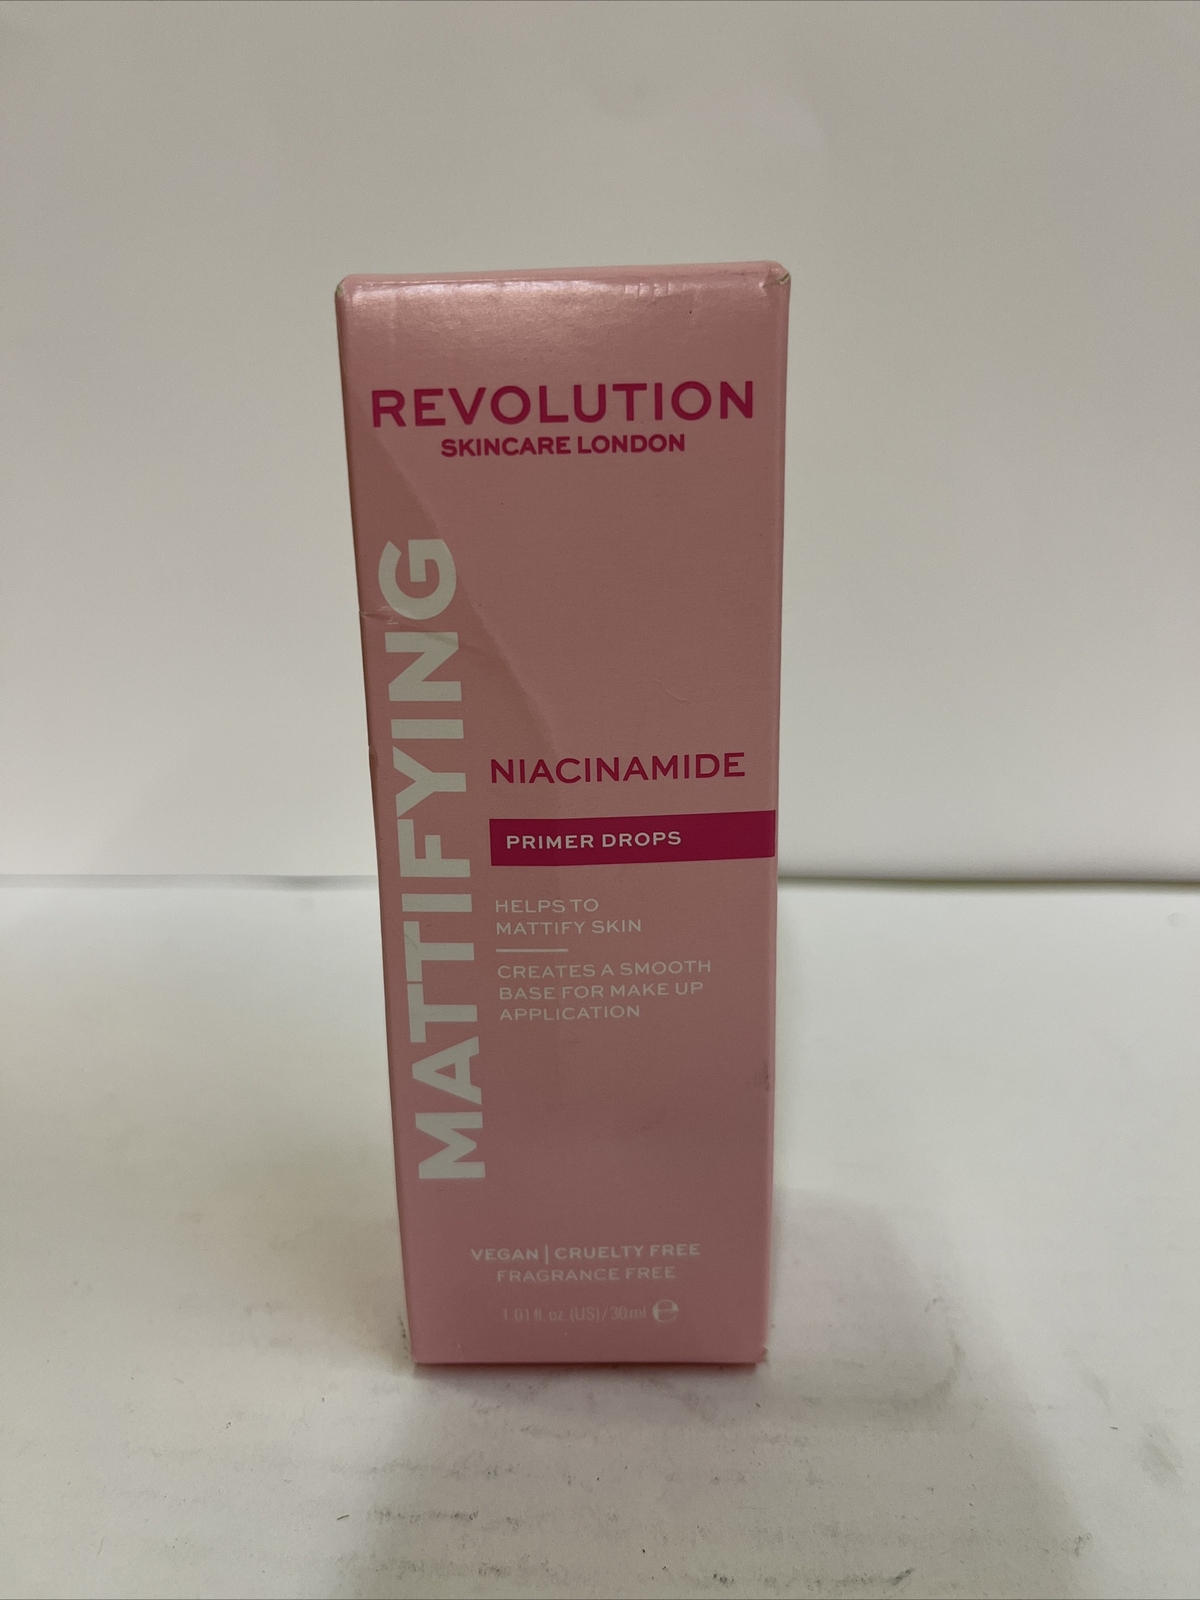 REVOLUTION
SKINCARE LONDON
MATTIFYING
NIACINAMIDE
PRIMER DROPS
HELPS TO
MATTIFY SKIN
CREATES A SMOOTH
BASE FOR MAKE UP
APPLICATION
VEGAN | CRUELTY FREE
FRAGRANCE FREE
1.01 fl. oz. (US) / 30ml ℮